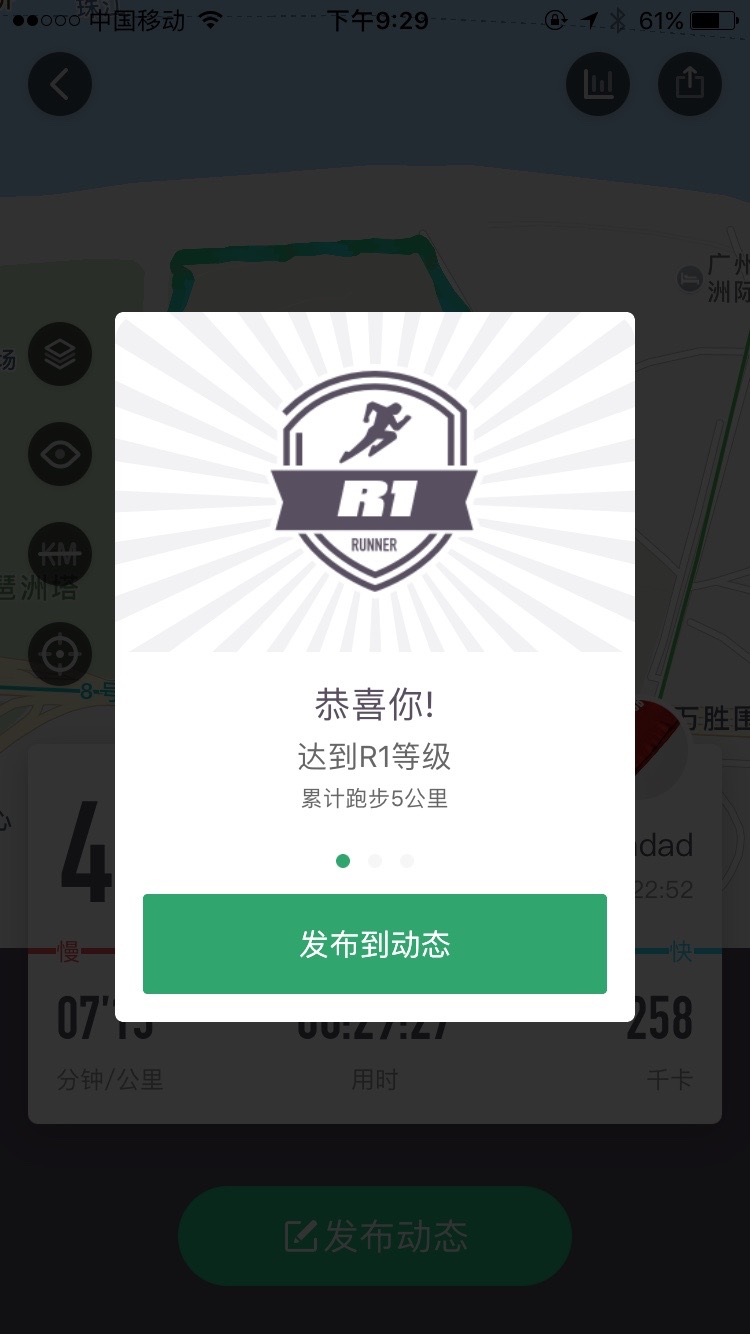 中国移动
下午9:29
61%
广州
洲际
场
KM
琶洲塔
8-号
万胜围
R1
RUNNER
恭喜你!
达到R1等级
累计跑步5公里
发布到动态
4
dad
22:52
慢
快
07'15
00:27:27
258
分钟/公里
用时
千卡
发布动态